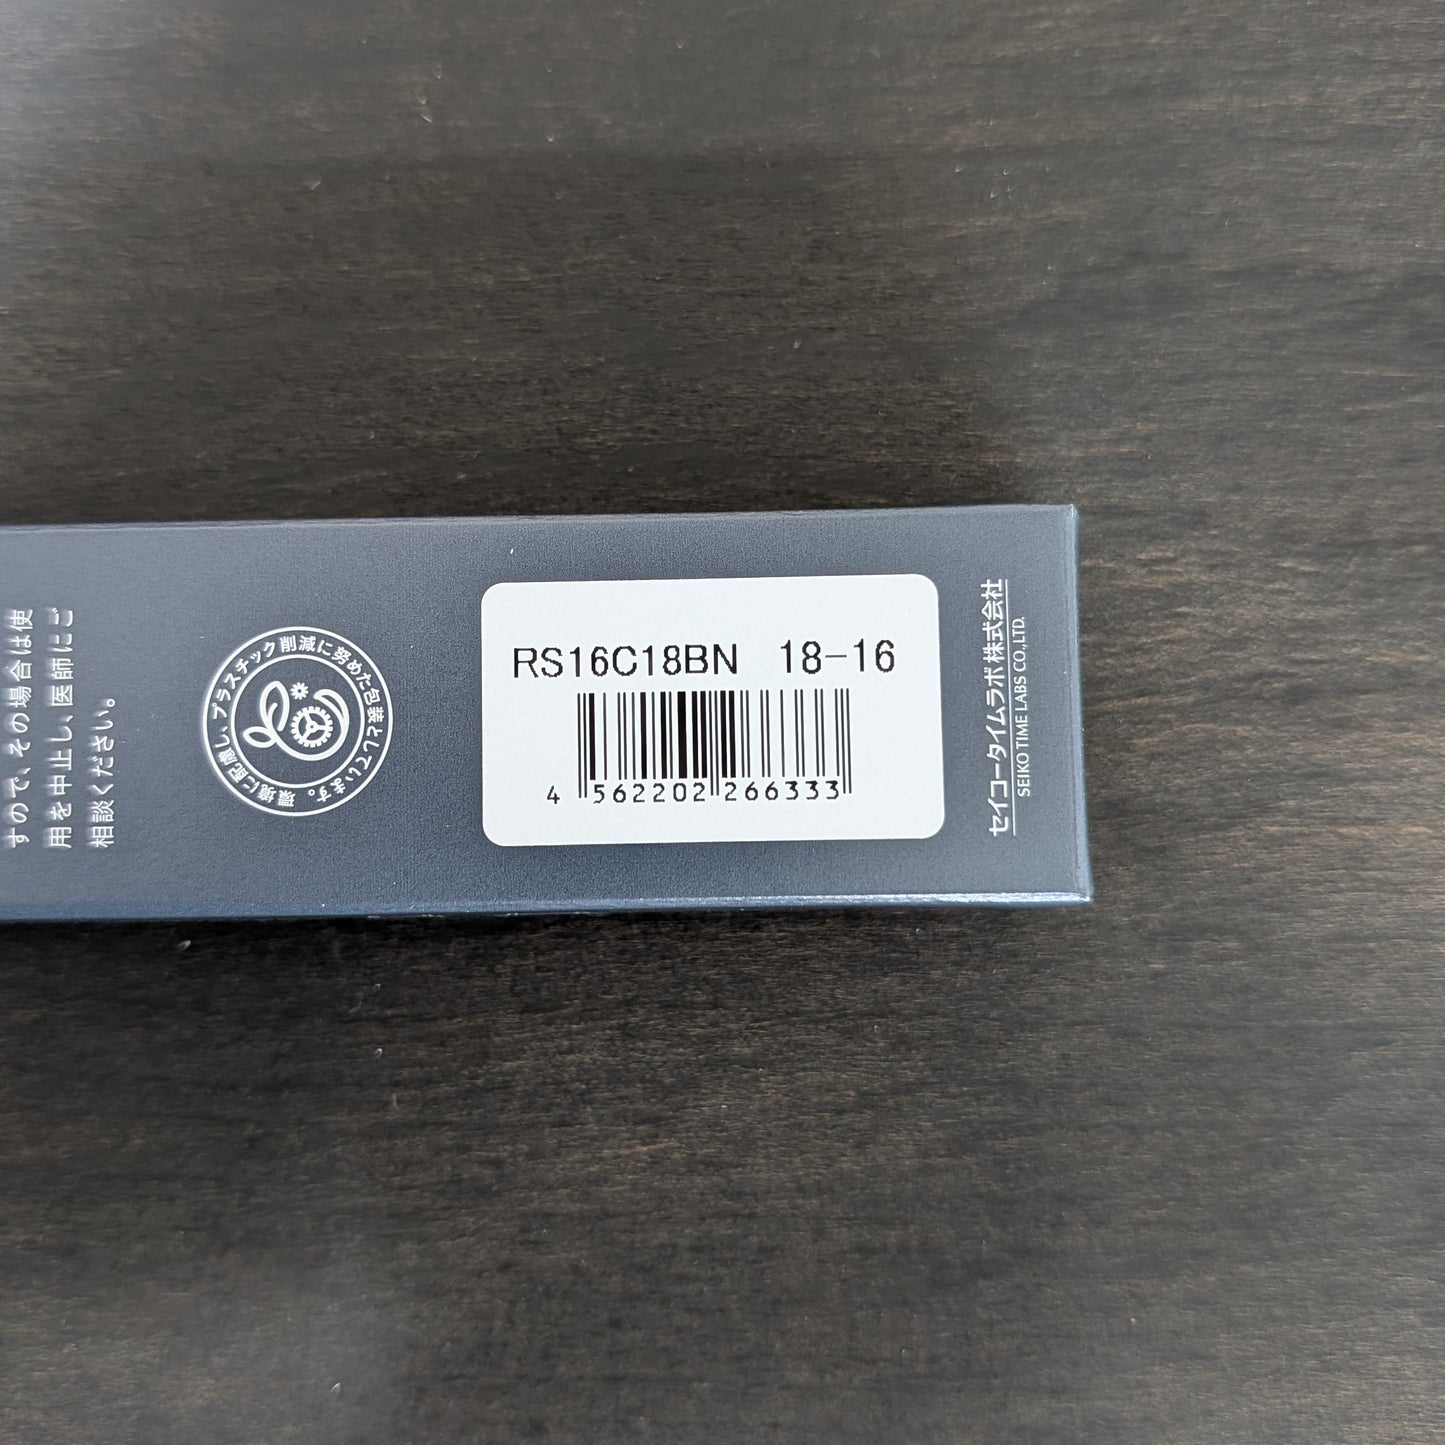 すので、その場合は使
用を中止し、医師にご
相談ください。
環境に配慮し、プラスチック削減に努めた包装としています。
RS16C18BN 18-16
4 562202 266333
セイコータイムラボ株式会社
SEIKO TIME LABS CO.,LTD.